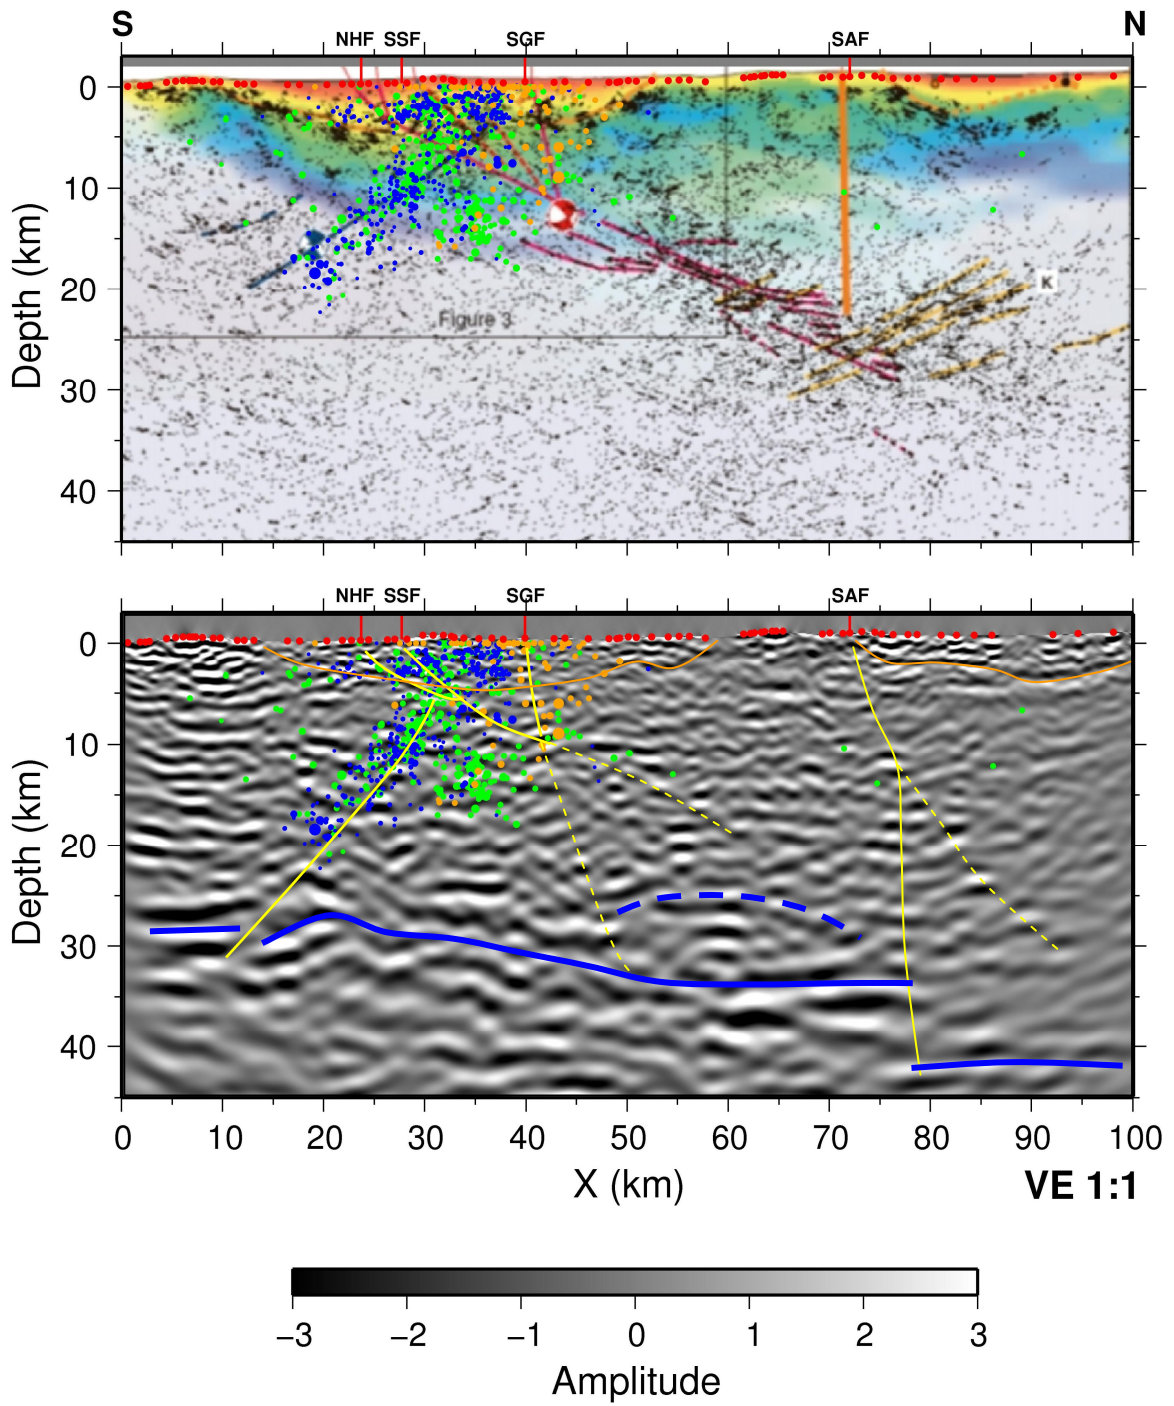 S N
NHF SSF SGF SAF
0
10
20
30
40
Depth (km)
K
Figure 3
NHF SSF SGF SAF
0
10
20
30
40
Depth (km)
0 10 20 30 40 50 60 70 80 90 100
X (km)
VE 1:1
−3 −2 −1 0 1 2 3
Amplitude